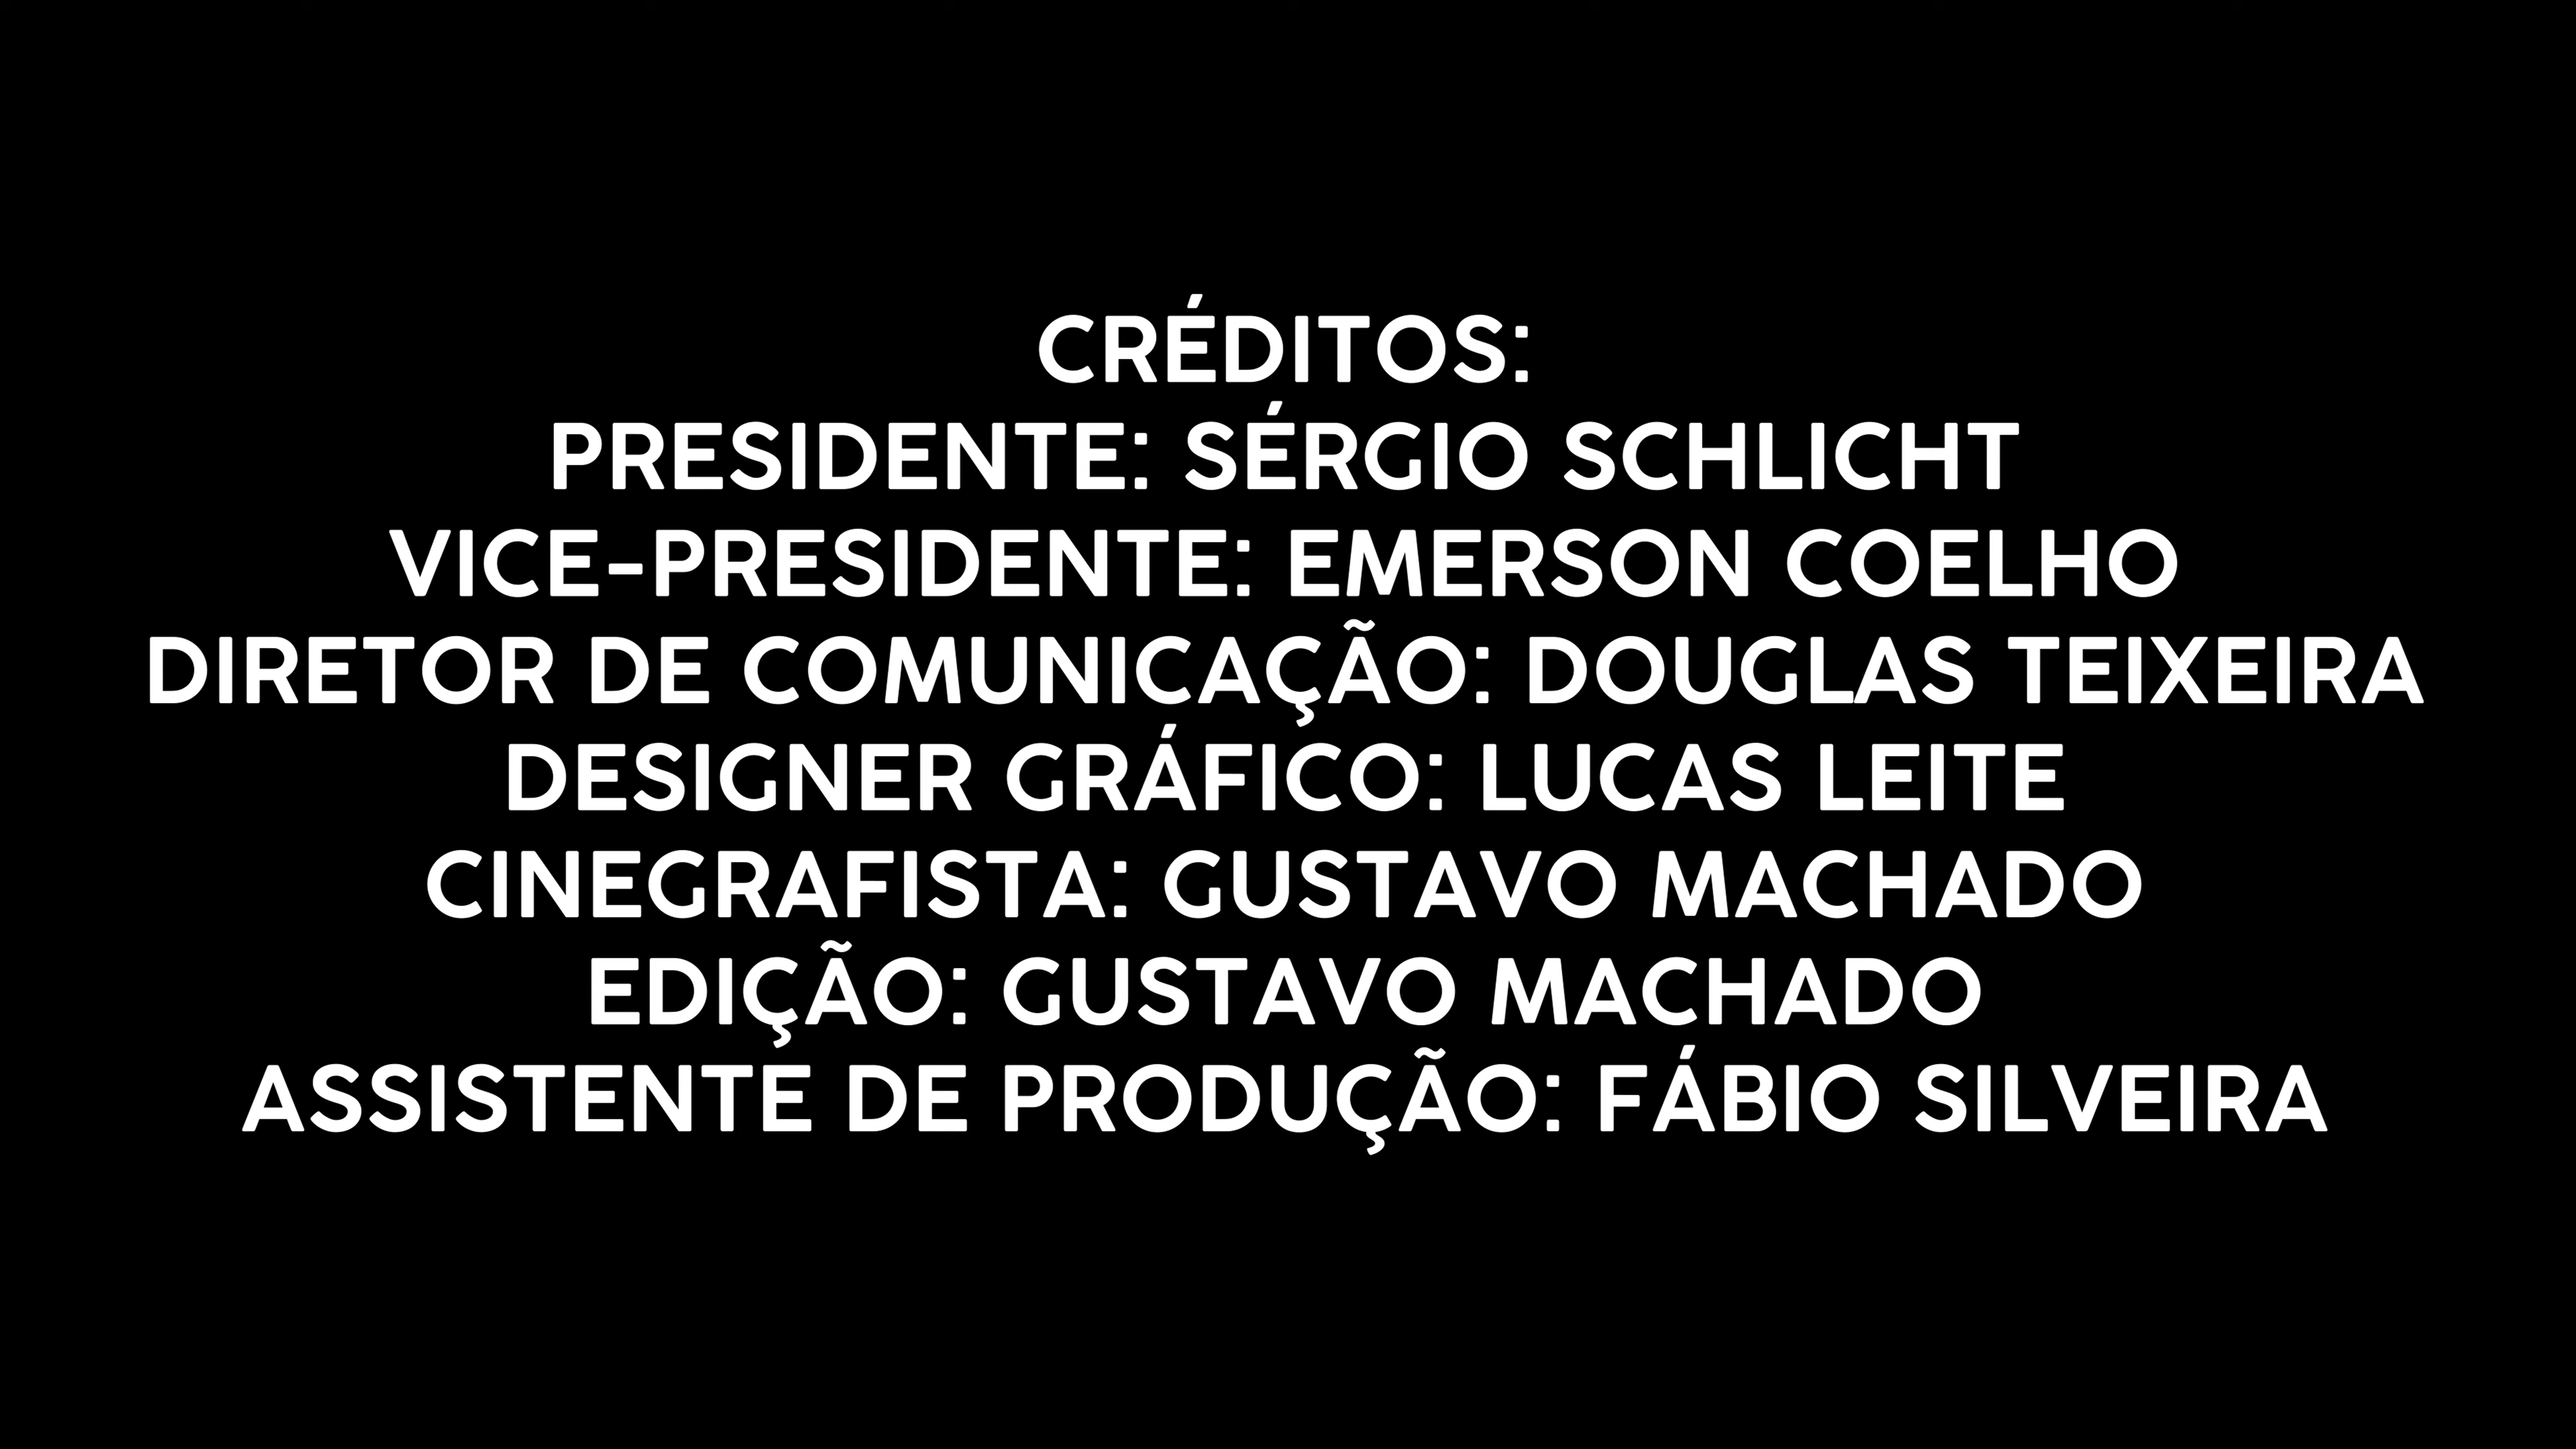 CRÉDITOS:
PRESIDENTE: SÉRGIO SCHLICHT
VICE-PRESIDENTE: EMERSON COELHO
DIRETOR DE COMUNICAÇÃO: DOUGLAS TEIXEIRA
DESIGNER GRÁFICO: LUCAS LEITE
CINEGRAFISTA: GUSTAVO MACHADO
EDIÇÃO: GUSTAVO MACHADO
ASSISTENTE DE PRODUÇÃO: FÁBIO SILVEIRA